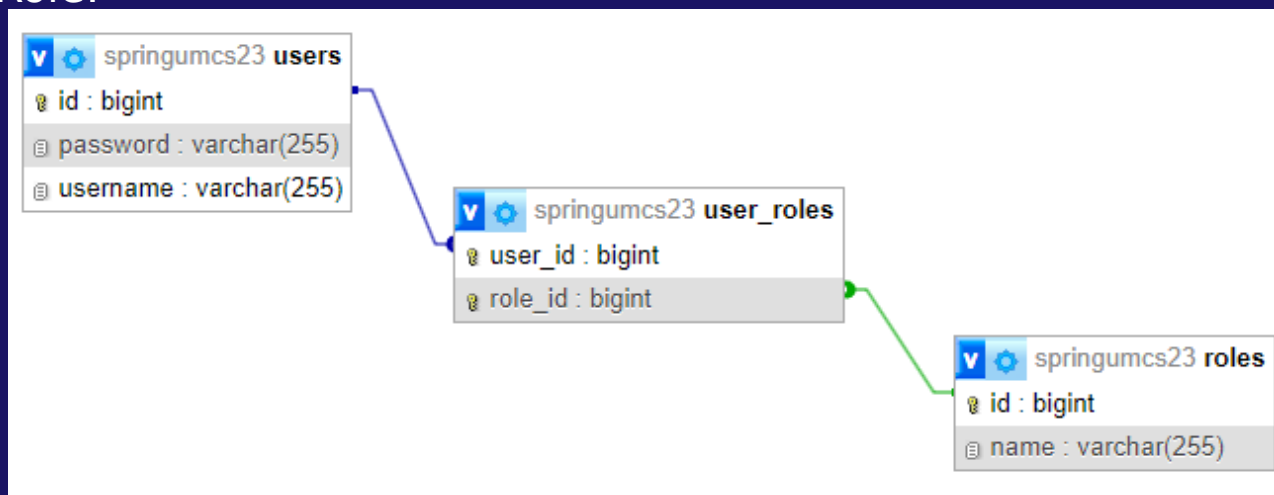 v springumcs23 users
id : bigint
password : varchar(255)
username : varchar(255)
v springumcs23 user_roles
user_id : bigint
role_id : bigint
v springumcs23 roles
id : bigint
name : varchar(255)